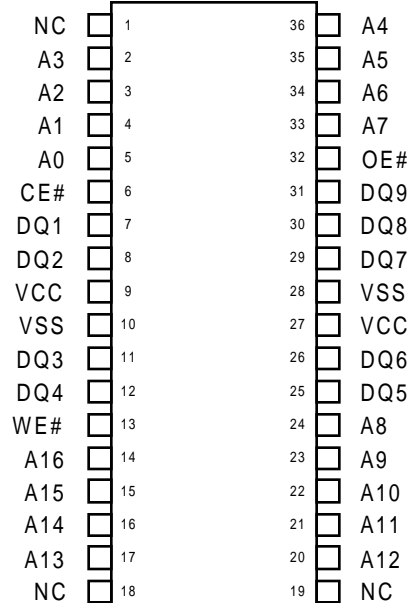 NC 1 36 A4
A3 2 35 A5
A2 3 34 A6
A1 4 33 A7
A0 5 32 OE#
CE# 6 31 DQ9
DQ1 7 30 DQ8
DQ2 8 29 DQ7
VCC 9 28 VSS
VSS 10 27 VCC
DQ3 11 26 DQ6
DQ4 12 25 DQ5
WE# 13 24 A8
A16 14 23 A9
A15 15 22 A10
A14 16 21 A11
A13 17 20 A12
NC 18 19 NC